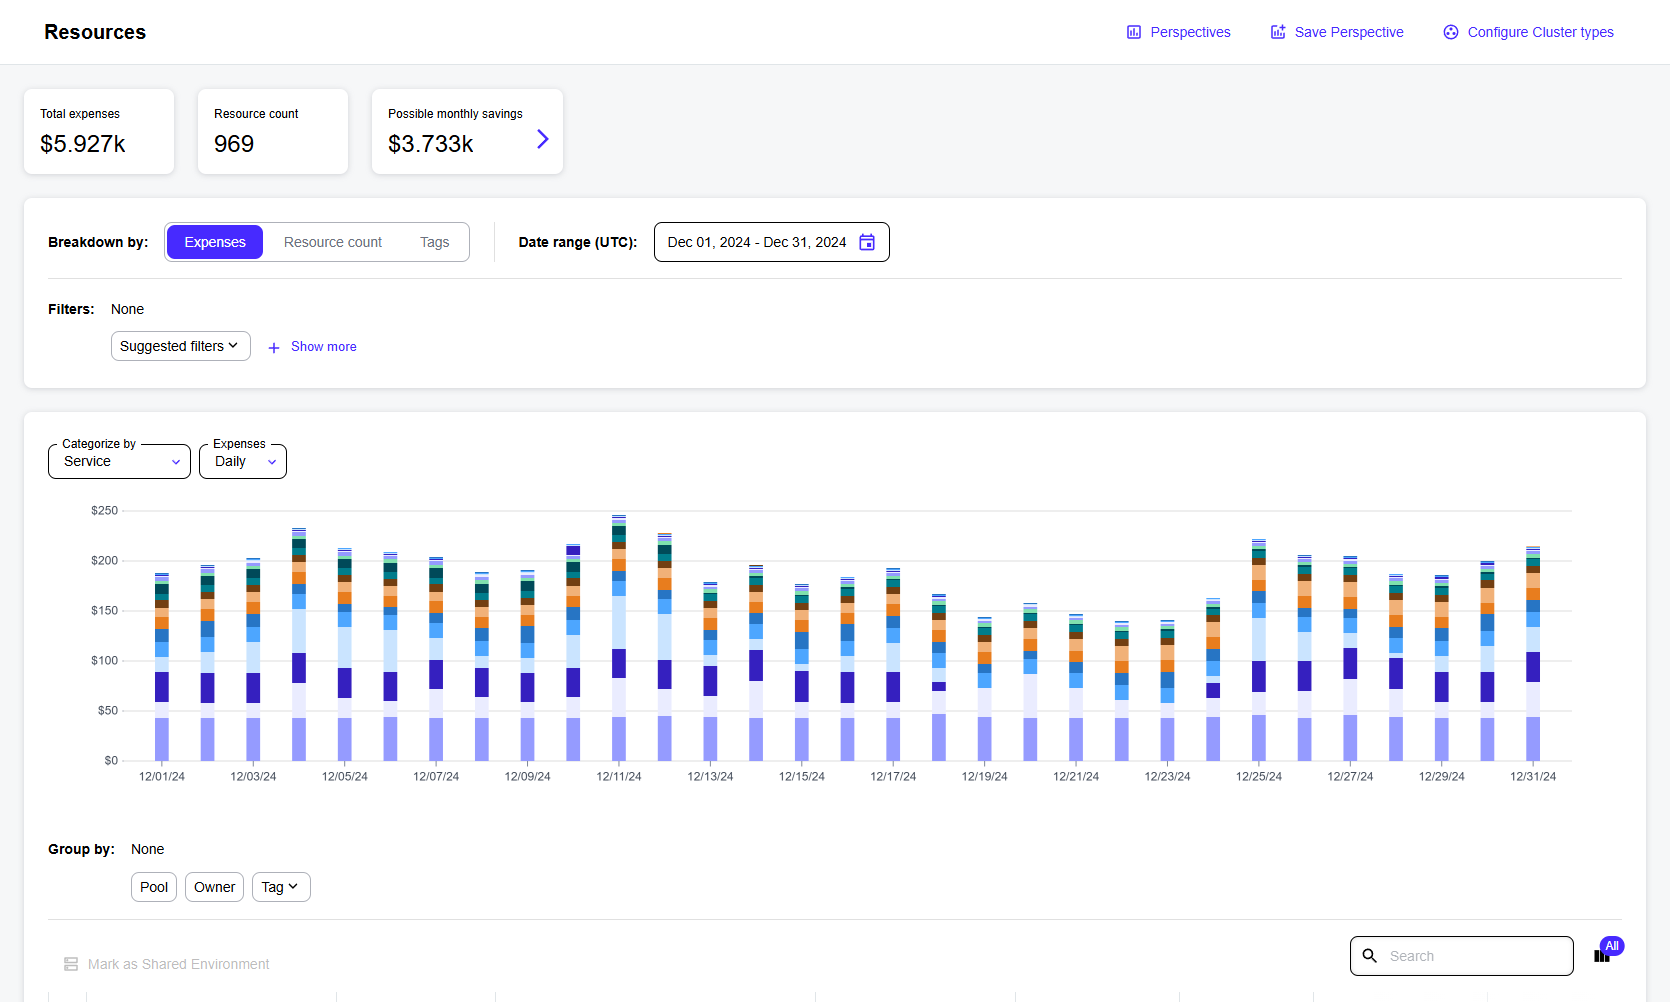 Resources
Perspectives
Save Perspective
Configure Cluster types
Total expenses
$5.927k
Resource count
969
Possible monthly savings
$3.733k
Breakdown by:
Expenses
Resource count
Tags
Date range (UTC):
Dec 01, 2024 - Dec 31, 2024
Filters:
None
Suggested filters
Show more
Categorize by
Service
Expenses
Daily
$250
$200
$150
$100
$50
$0
12/01/24
12/03/24
12/05/24
12/07/24
12/09/24
12/11/24
12/13/24
12/15/24
12/17/24
12/19/24
12/21/24
12/23/24
12/25/24
12/27/24
12/29/24
12/31/24
Group by:
None
Pool
Owner
Tag
Mark as Shared Environment
Search
All